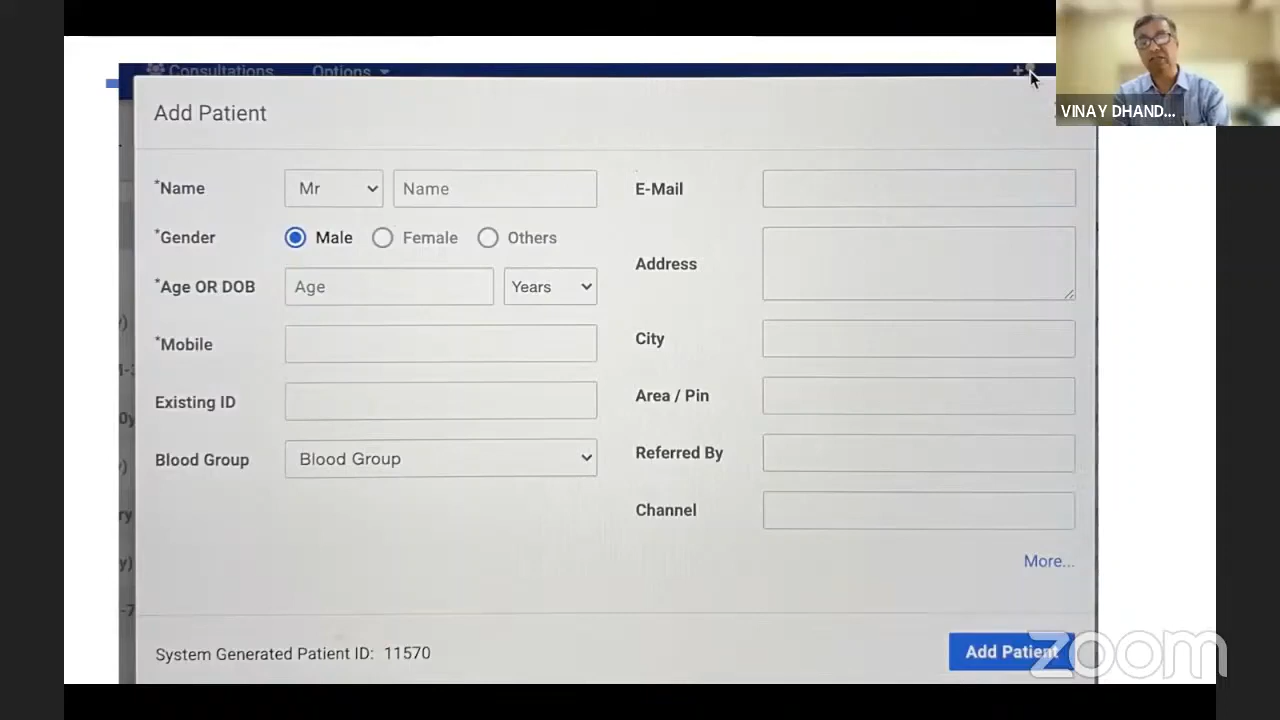 Consultations Options
VINAY DHAND...
Add Patient
*Name Mr Name
*Gender Male Female Others
*Age OR DOB Age Years
*Mobile
Existing ID
Blood Group Blood Group
E-Mail
Address
City
Area / Pin
Referred By
Channel
More...
System Generated Patient ID: 11570
Add Patient
zoom